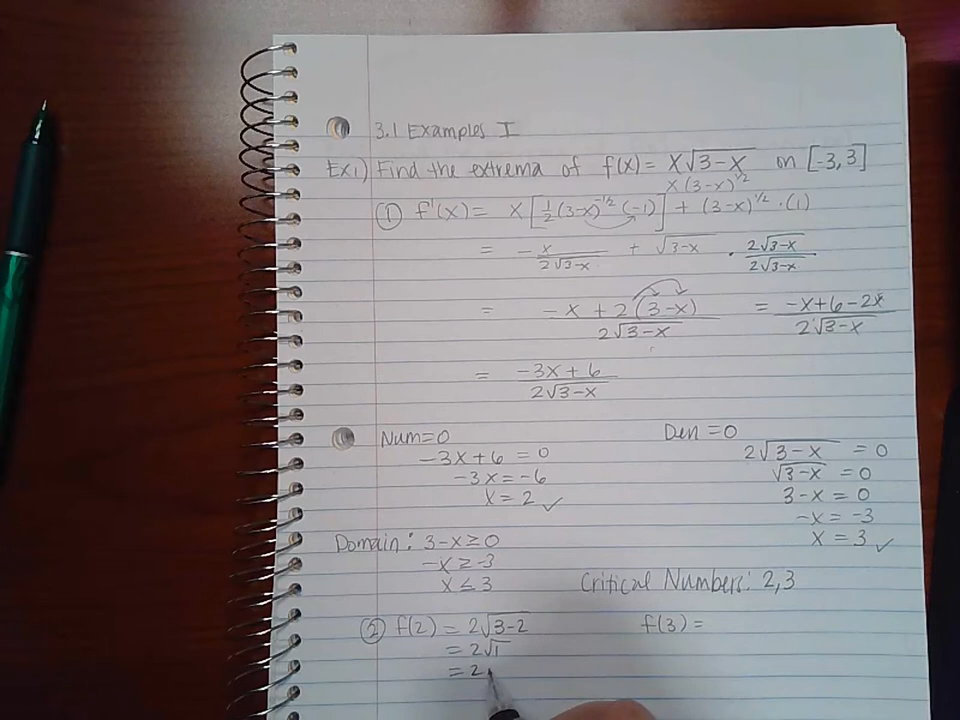 3.1 Examples I
Ex1) Find the extrema of f(x) = x√3-x on [-3, 3]
x(3-x)^1/2
① f'(x) = x [ 1/2 (3-x)^-1/2 (-1) ] + (3-x)^1/2 · (1)
= - x/2√3-x + √3-x · 2√3-x/2√3-x
= -x + 2(3-x)/2√3-x = -x+6-2x/2√3-x
= -3x+6/2√3-x
Num=0
-3x+6 = 0
-3x = -6
x = 2 ✓
Den = 0
2√3-x = 0
√3-x = 0
3-x = 0
-x = -3
x = 3 ✓
Domain: 3-x ≥ 0
-x ≥ -3
x ≤ 3
Critical Numbers: 2, 3
② f(2) = 2√3-2
= 2√1
= 2
f(3) =